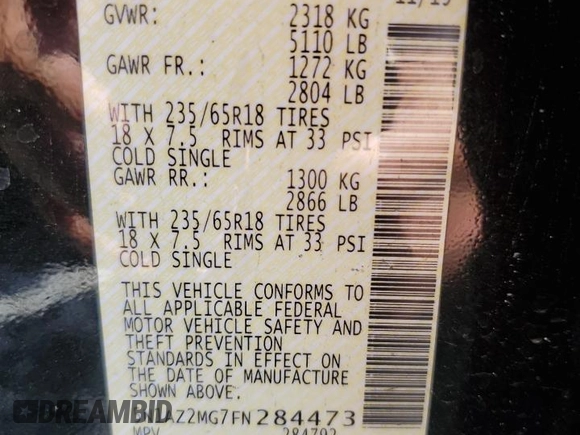 GVWR: 2318 KG
5110 LB
GAWR FR.: 1272 KG
2804 LB
WITH 235/65R18 TIRES
18 X 7.5 RIMS AT 33 PSI
COLD SINGLE
GAWR RR.: 1300 KG
2866 LB
WITH 235/65R18 TIRES
18 X 7.5 RIMS AT 33 PSI
COLD SINGLE
THIS VEHICLE CONFORMS TO
ALL APPLICABLE FEDERAL
MOTOR VEHICLE SAFETY AND
THEFT PREVENTION
STANDARDS IN EFFECT ON
THE DATE OF MANUFACTURE
SHOWN ABOVE.
AZ2MG7FN284473
MPV 284792
DREAMBID